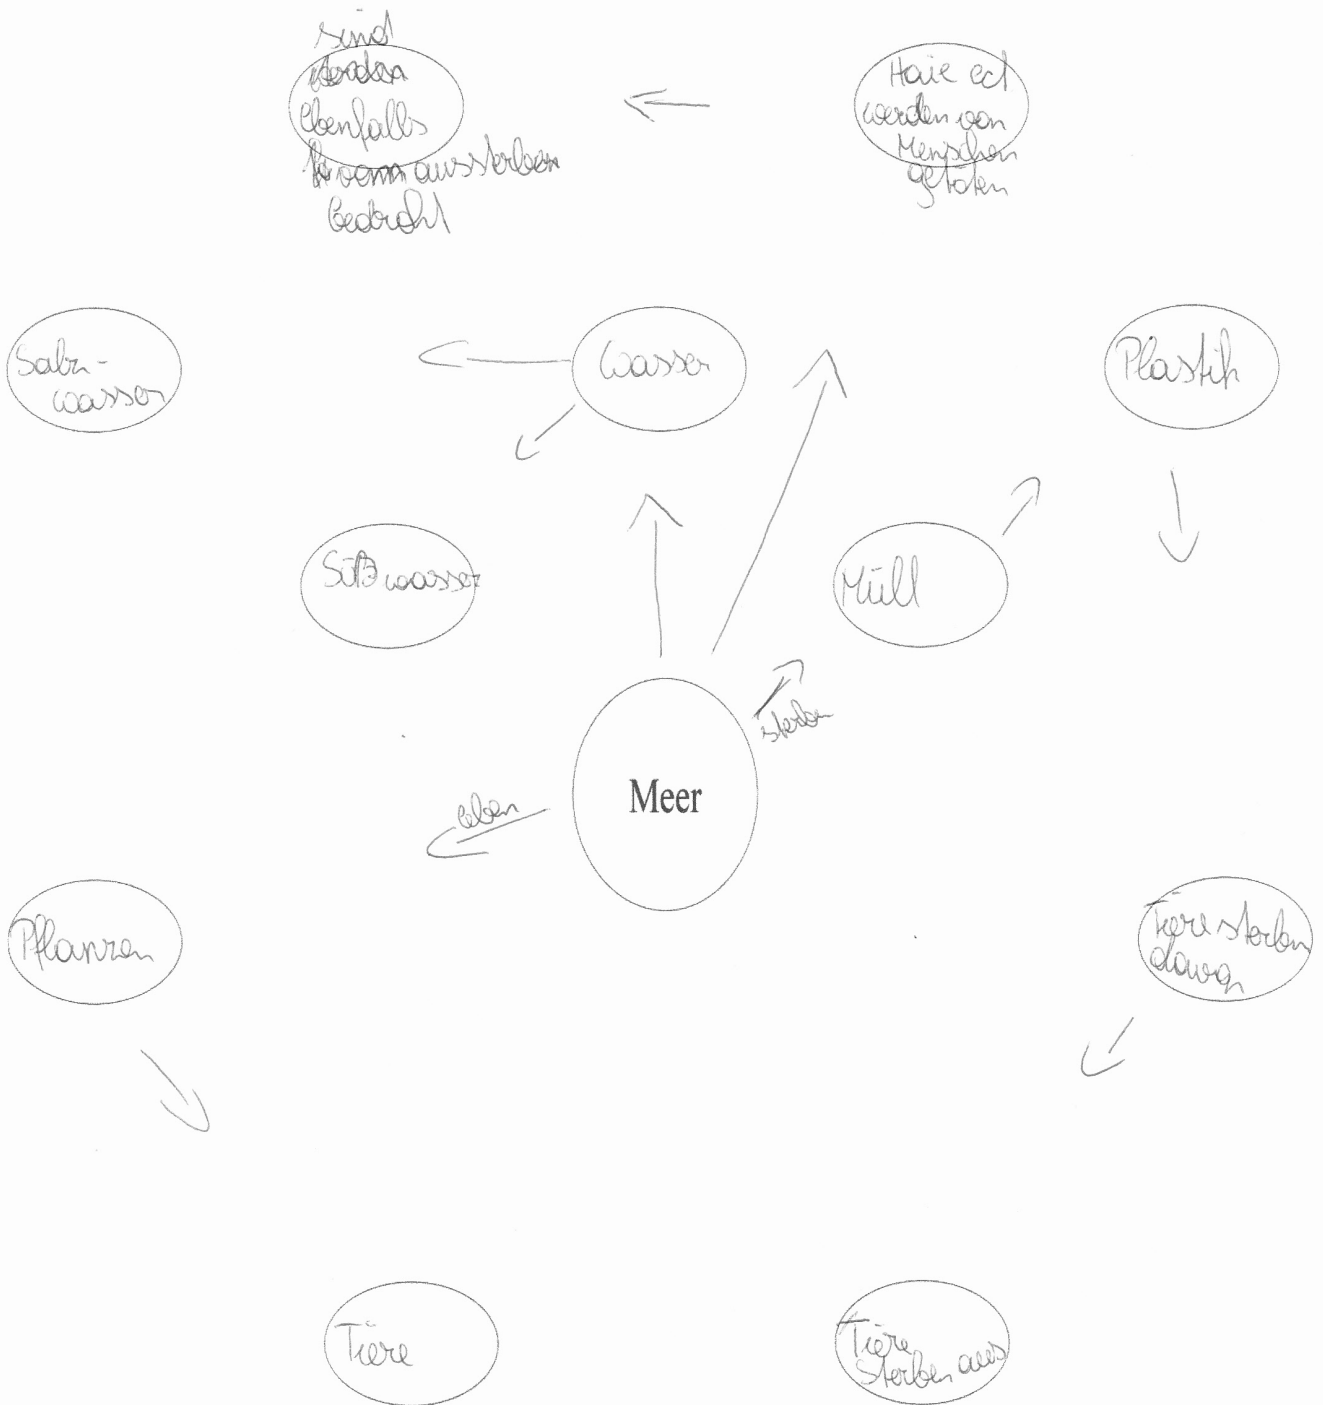 sind
werden
ebenfalls
vom aussterben
bedroht
Haie ect
werden von
Menschen
getöten
Salz-
wasser
Wasser
Plastik
Süßwasser
Müll
sterben
Meer
leben
Pflanzen
Tiere sterben
Tiere
Tiere
sterben aus